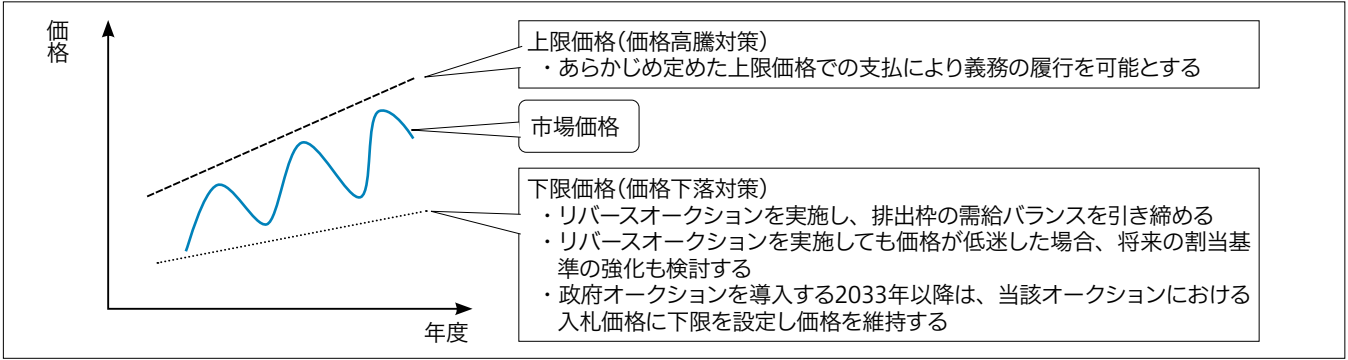 価格
上限価格（価格高騰対策）
・あらかじめ定めた上限価格での支払により義務の履行を可能とする
市場価格
下限価格（価格下落対策）
・リバースオークションを実施し、排出枠の需給バランスを引き締める
・リバースオークションを実施しても価格が低迷した場合、将来の割当基
準の強化も検討する
・政府オークションを導入する2033年以降は、当該オークションにおける
入札価格に下限を設定し価格を維持する
年度